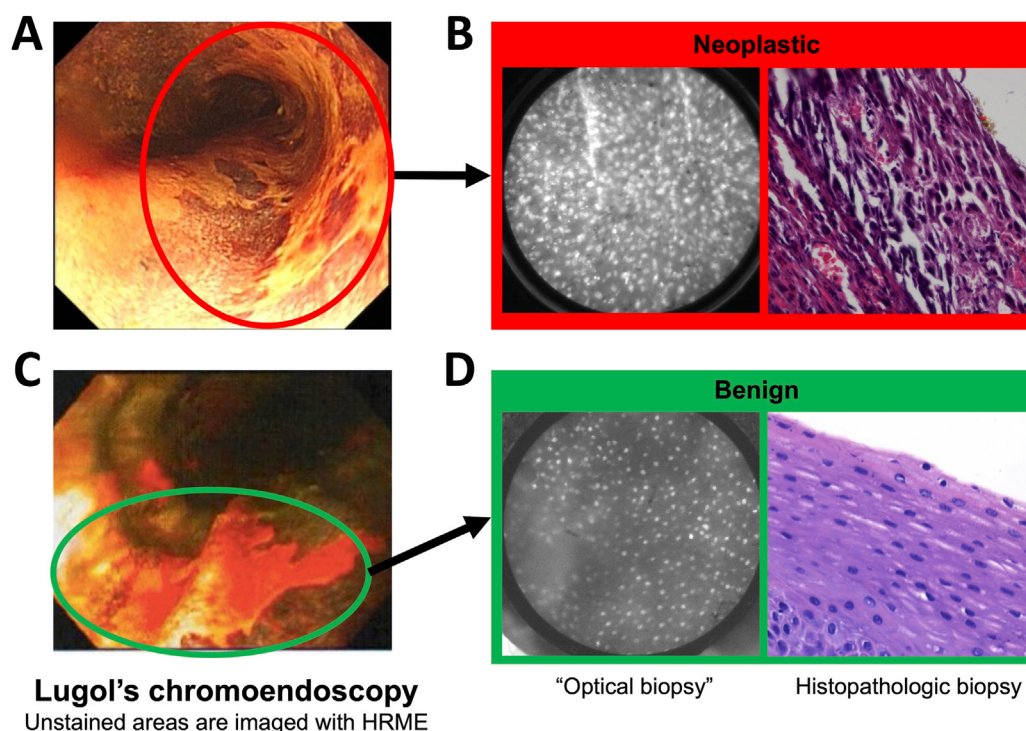 A
B
Neoplastic
C
D
Benign
Lugol’s chromoendoscopy
Unstained areas are imaged with HRME
“Optical biopsy”
Histopathologic biopsy